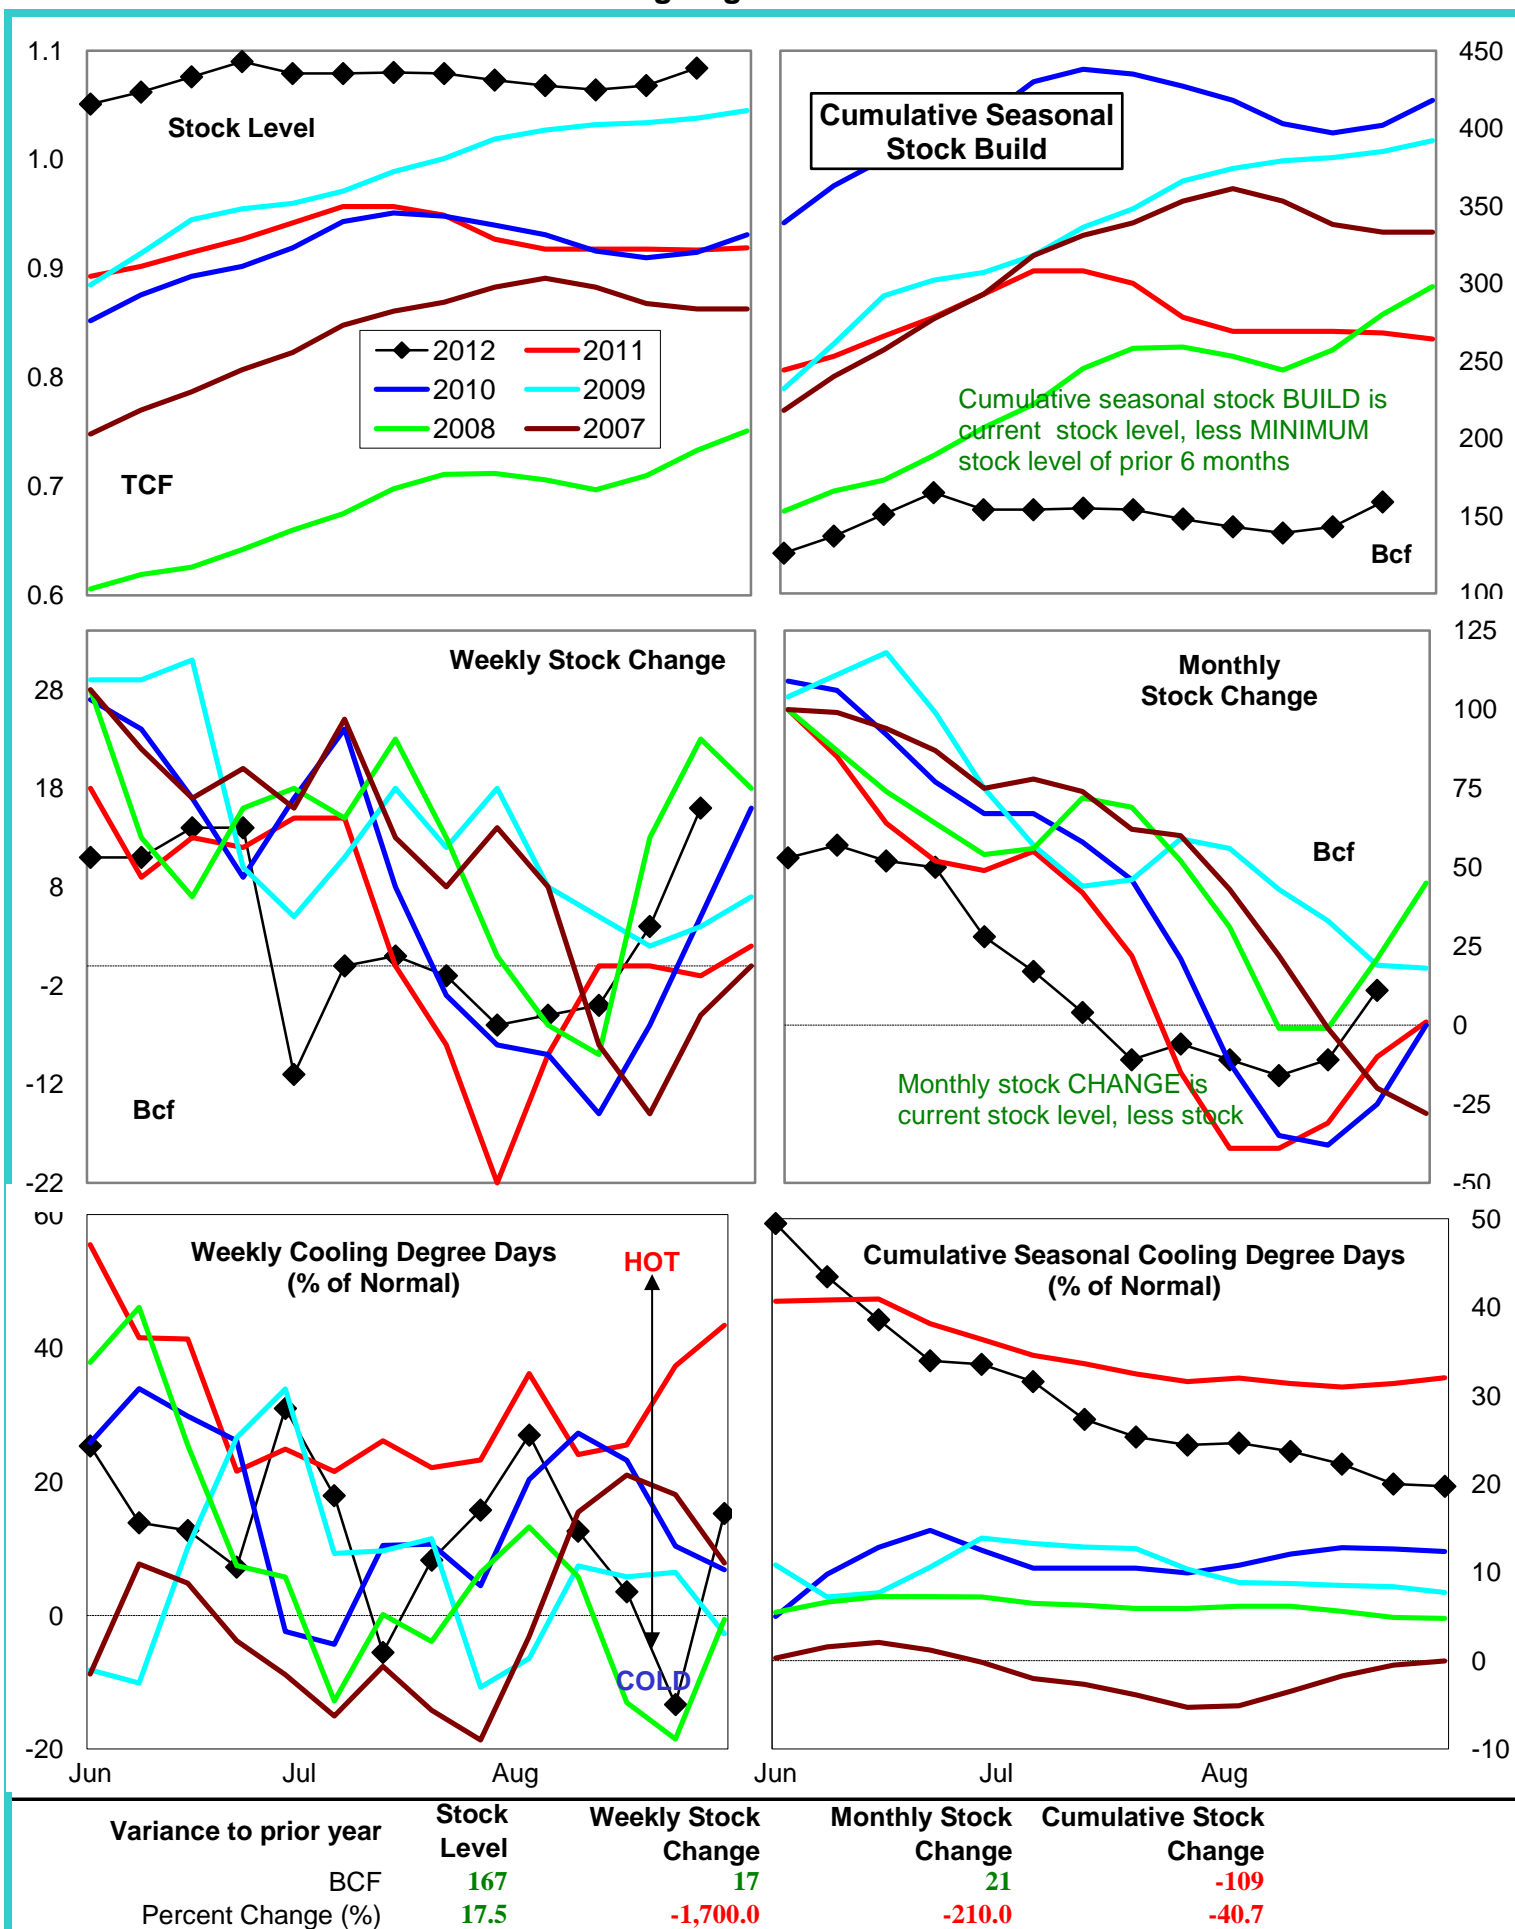 1.1
1.0
0.9
0.8
0.7
0.6
Stock Level
TCF
2012
2011
2010
2009
2008
2007
450
400
350
300
250
200
150
100
Cumulative Seasonal
Stock Build
Cumulative seasonal stock BUILD is
current stock level, less MINIMUM
stock level of prior 6 months
Bcf
28
18
8
-2
-12
-22
Weekly Stock Change
Bcf
125
100
75
50
25
0
-25
-50
Monthly
Stock Change
Bcf
Monthly stock CHANGE is
current stock level, less stock
60
40
20
0
-20
Weekly Cooling Degree Days
(% of Normal)
HOT
COLD
Jun
Jul
Aug
50
40
30
20
10
0
-10
Cumulative Seasonal Cooling Degree Days
(% of Normal)
Jun
Jul
Aug
Variance to prior year
Stock
Level
Weekly Stock
Change
Monthly Stock
Change
Cumulative Stock
Change
BCF 167 17 21 -109
Percent Change (%) 17.5 -1,700.0 -210.0 -40.7